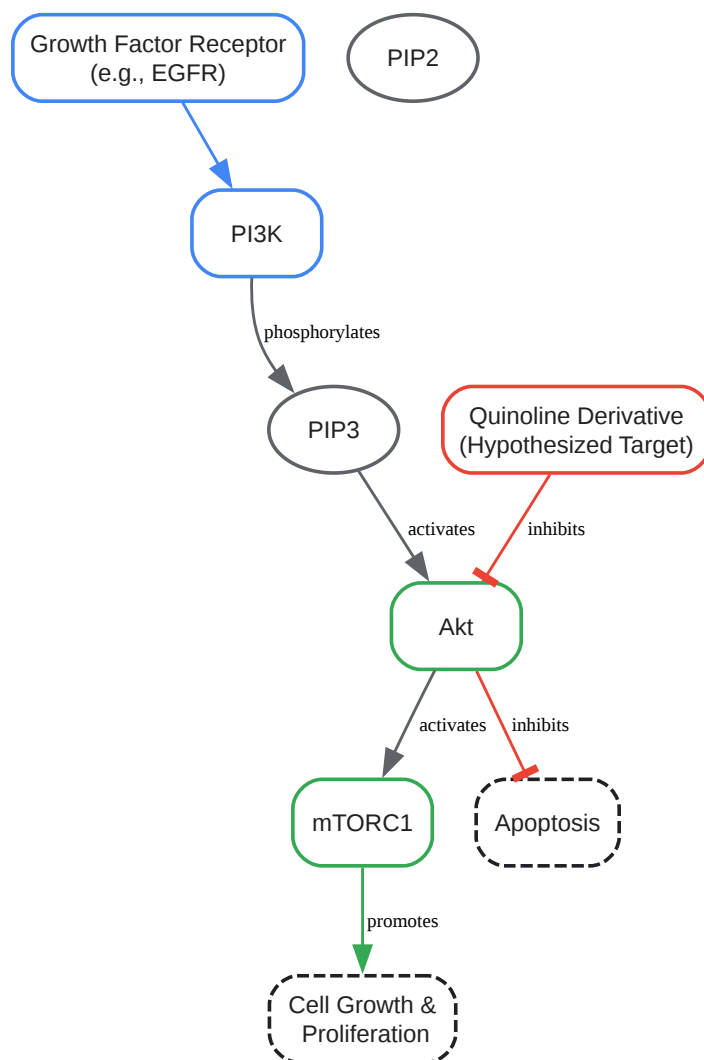 Growth Factor Receptor
(e.g., EGFR)
PIP2
PI3K
phosphorylates
PIP3
Quinoline Derivative
(Hypothesized Target)
activates
inhibits
Akt
activates
inhibits
mTORC1
Apoptosis
promotes
Cell Growth &
Proliferation